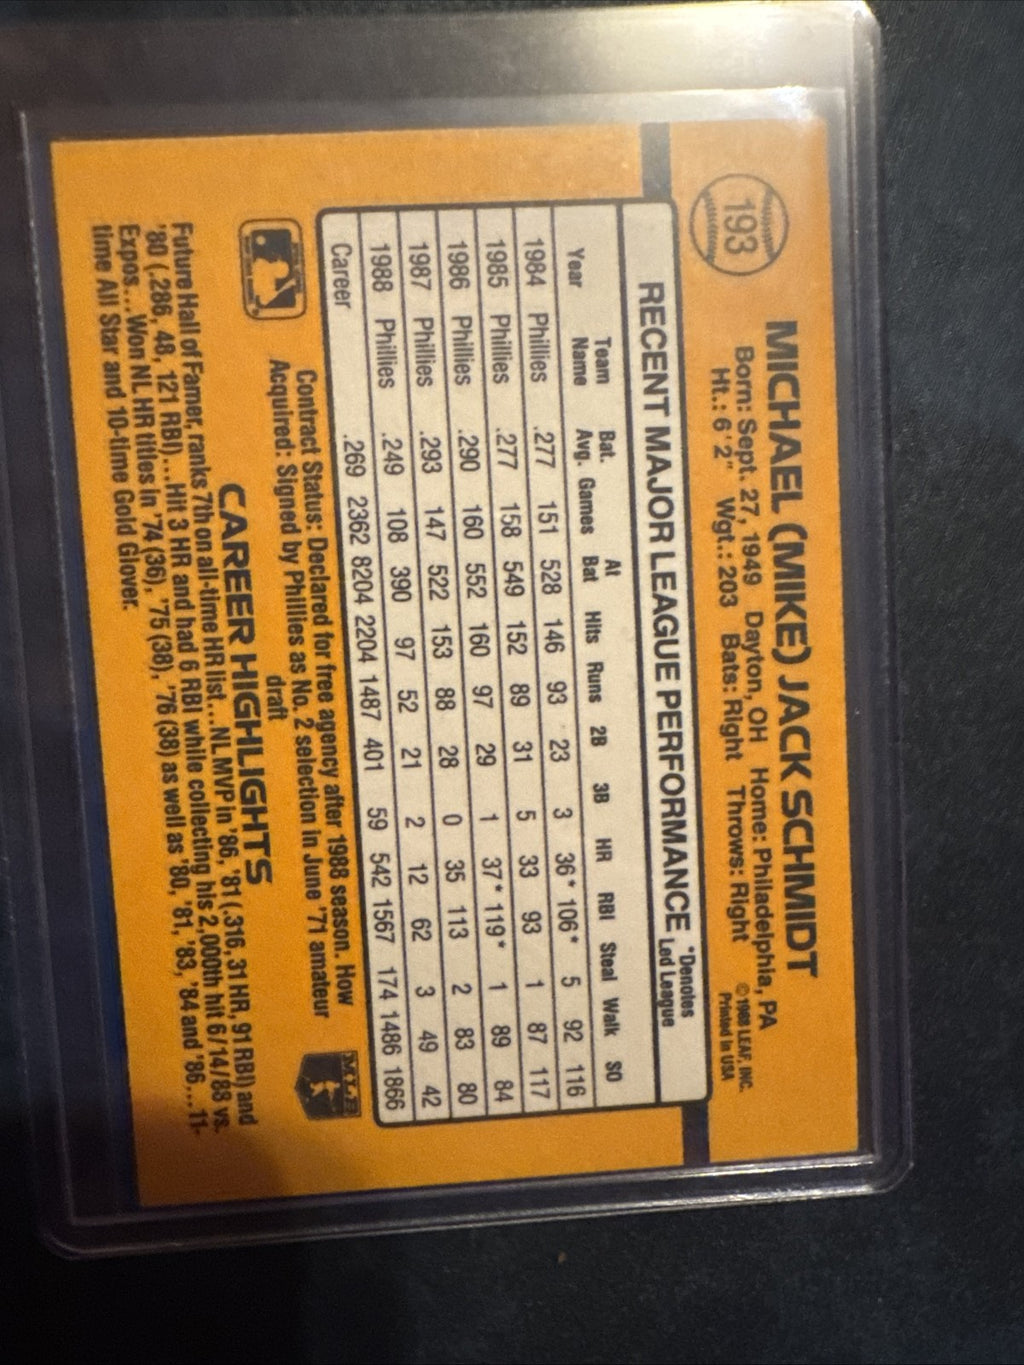 193
MICHAEL (MIKE) JACK SCHMIDT
Born: Sept. 27, 1949 Dayton, OH Home: Philadelphia, PA
Ht.: 6'2" Wgt.: 203 Bats: Right Throws: Right
© 1988 LEAF, INC.
Printed in USA
RECENT MAJOR LEAGUE PERFORMANCE *Denotes Led League
Year Team Name Bat. Avg. Games At Bat Hits Runs 2B 3B HR RBI Steal Walk SO
1984 Phillies .277 151 528 146 93 23 3 36* 106* 5 92 116
1985 Phillies .277 158 549 152 89 31 5 33 93 1 87 117
1986 Phillies .290 160 552 160 97 29 1 37* 119* 1 89 84
1987 Phillies .293 147 522 153 88 28 0 35 113 2 83 80
1988 Phillies .249 108 390 97 52 21 2 12 62 3 49 42
Career .269 2362 8204 2204 1487 401 59 542 1567 174 1486 1866
Contract Status: Declared for free agency after 1988 season. How
Acquired: Signed by Phillies as No. 2 selection in June '71 amateur
draft
MLB
CAREER HIGHLIGHTS
Future Hall of Famer, ranks 7th on all-time HR list...NL MVP in '86, '81 (.316, 31 HR, 91 RBI) and
'80 (.286, 48, 121 RBI)...Hit 3 HR and had 6 RBI while collecting his 2,000th hit 6/14/88 vs.
Expos...Won NL HR titles in '74 (36), '75 (38), '76 (38) as well as '80, '81, '83, '84 and '86...11-
time All Star and 10-time Gold Glover.